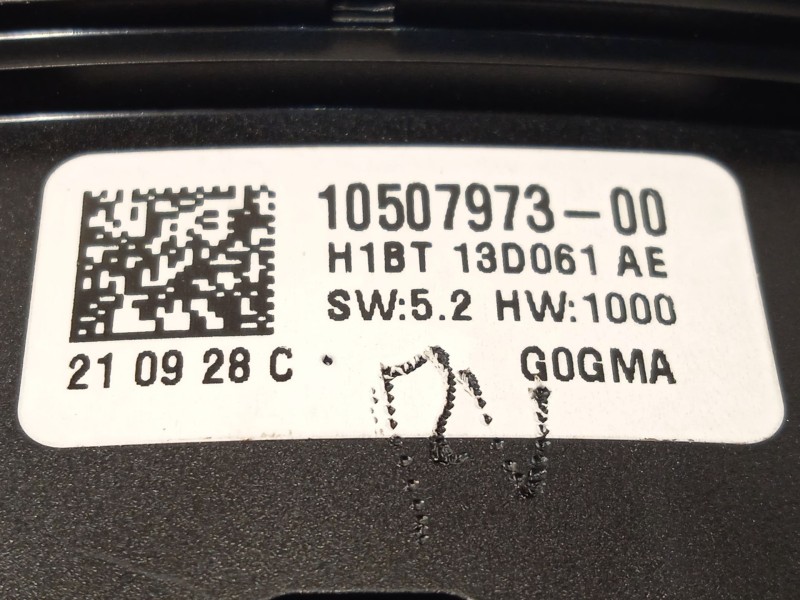 10507973-00
H1BT 13D061 AE
SW:5.2 HW:1000
21 09 28 C
G0GMA